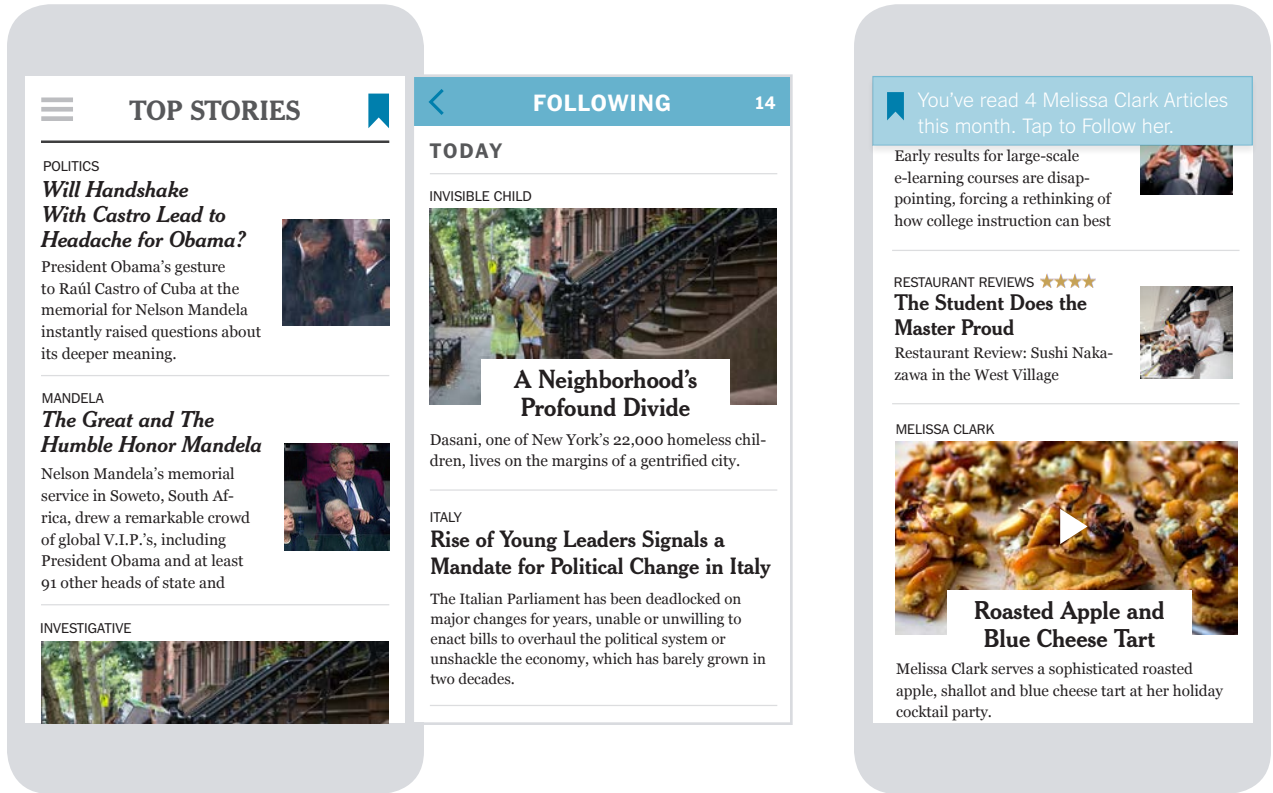 TOP STORIES
POLITICS
Will Handshake
With Castro Lead to
Headache for Obama?
President Obama's gesture
to Raúl Castro of Cuba at the
memorial for Nelson Mandela
instantly raised questions about
its deeper meaning.
MANDELA
The Great and The
Humble Honor Mandela
Nelson Mandela's memorial
service in Soweto, South Af-
rica, drew a remarkable crowd
of global V.I.P.'s, including
President Obama and at least
91 other heads of state and
INVESTIGATIVE
FOLLOWING 14
TODAY
INVISIBLE CHILD
A Neighborhood's
Profound Divide
Dasani, one of New York's 22,000 homeless chil-
dren, lives on the margins of a gentrified city.
ITALY
Rise of Young Leaders Signals a
Mandate for Political Change in Italy
The Italian Parliament has been deadlocked on
major changes for years, unable or unwilling to
enact bills to overhaul the political system or
unshackle the economy, which has barely grown in
two decades.
You've read 4 Melissa Clark Articles
this month. Tap to Follow her.
Early results for large-scale
e-learning courses are disap-
pointing, forcing a rethinking of
how college instruction can best
RESTAURANT REVIEWS
The Student Does the
Master Proud
Restaurant Review: Sushi Naka-
zawa in the West Village
MELISSA CLARK
Roasted Apple and
Blue Cheese Tart
Melissa Clark serves a sophisticated roasted
apple, shallot and blue cheese tart at her holiday
cocktail party.